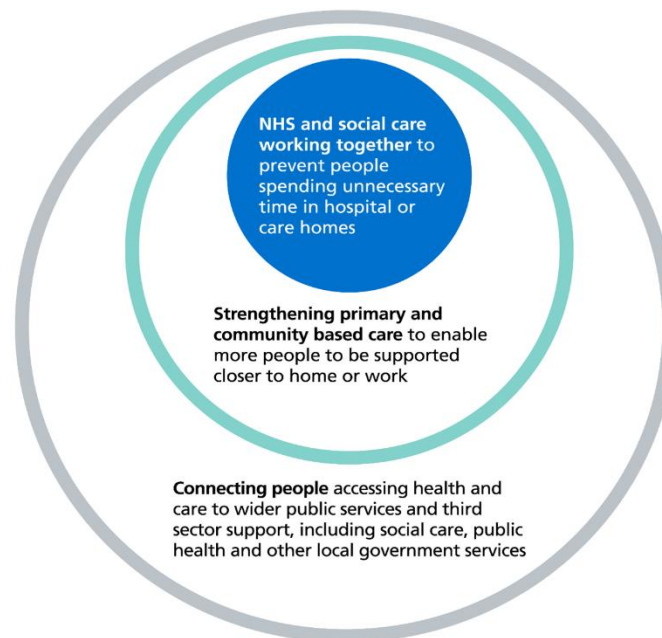 NHS and social care
working together to
prevent people
spending unnecessary
time in hospital or
care homes
Strengthening primary and
community based care to enable
more people to be supported
closer to home or work
Connecting people accessing health and
care to wider public services and third
sector support, including social care, public
health and other local government services